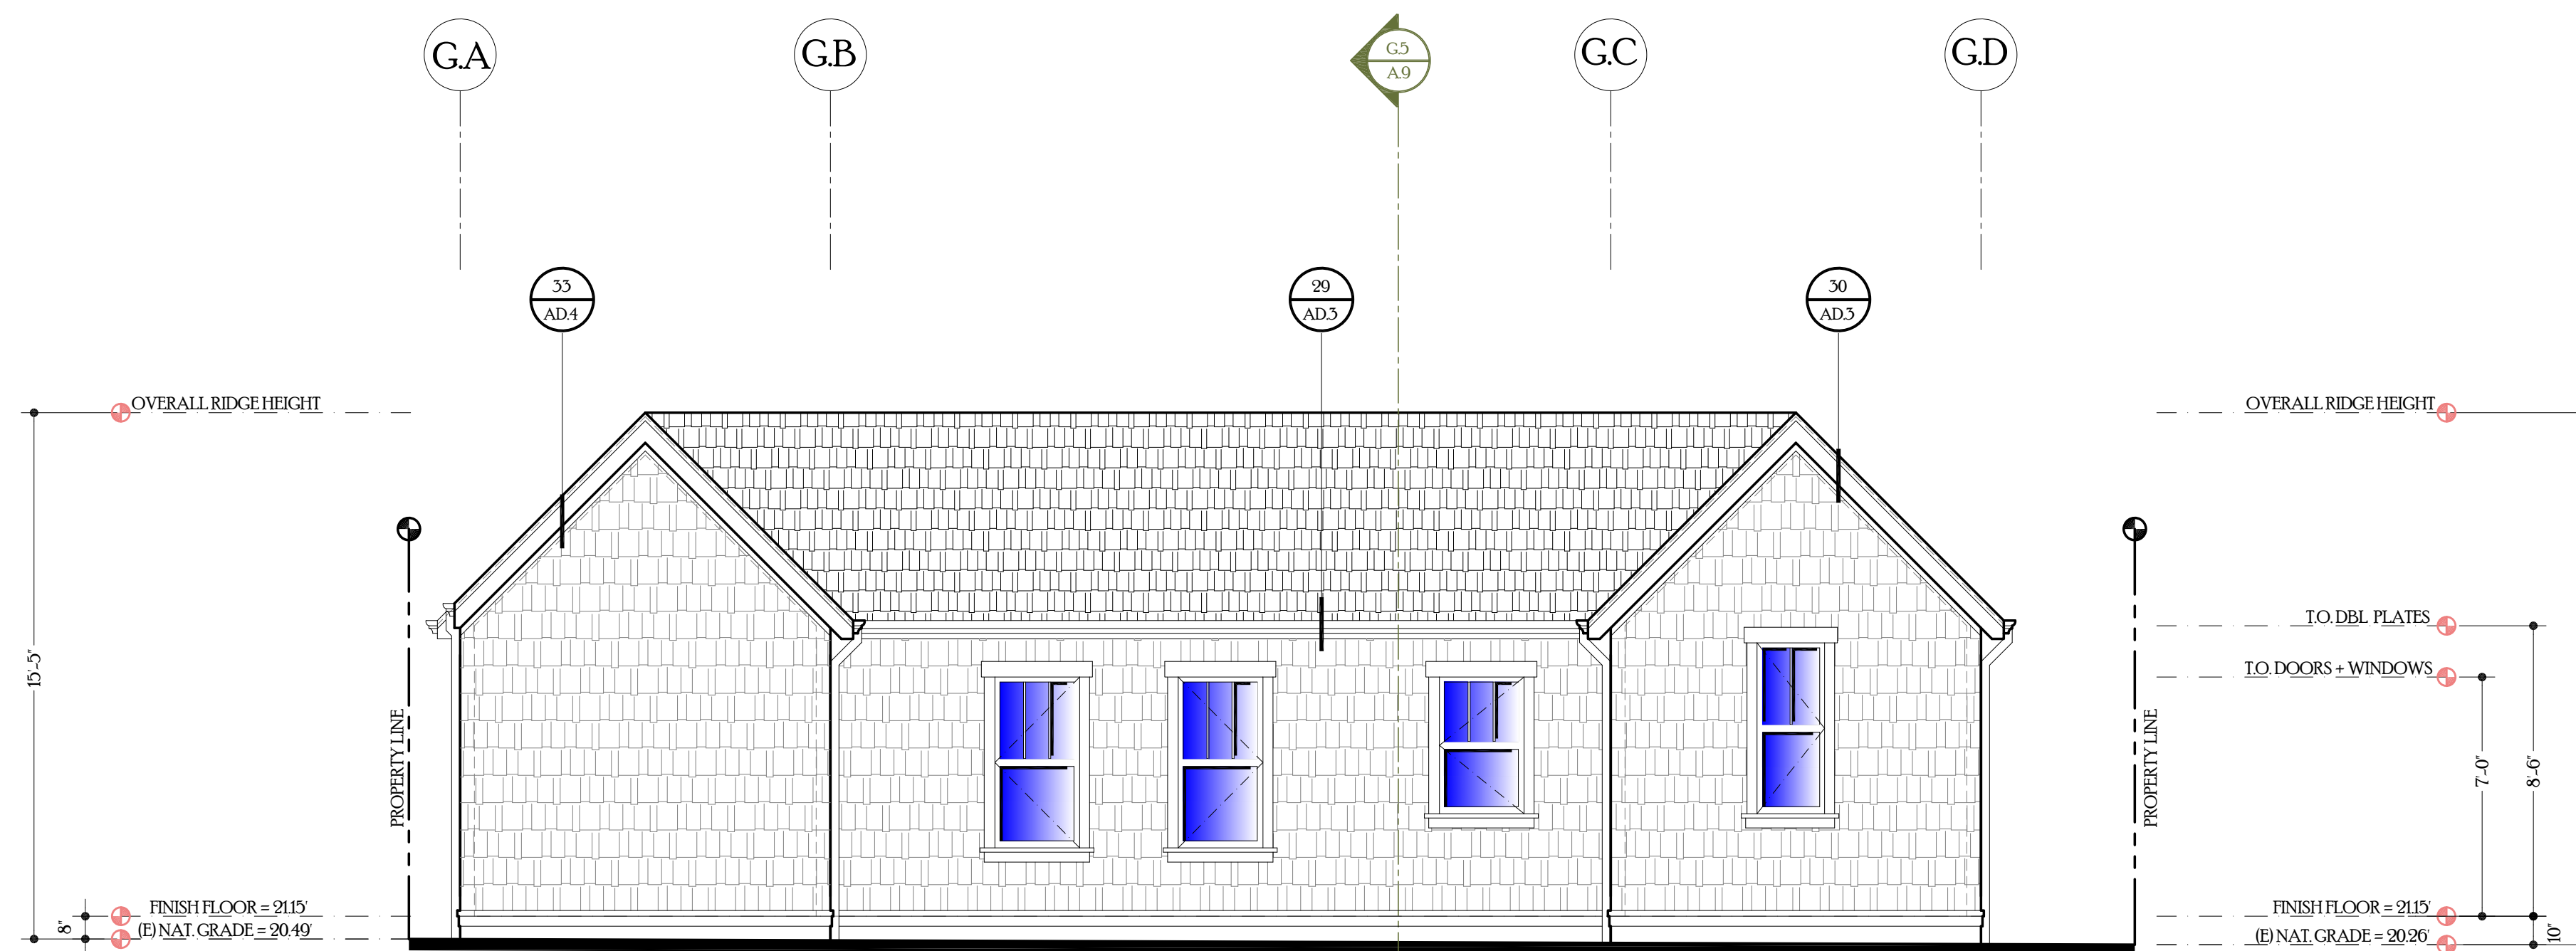 G.A
G.B
G.5
A.9
G.C
G.D
33
AD.4
29
AD.3
30
AD.3
OVERALL RIDGE HEIGHT
OVERALL RIDGE HEIGHT
15'-5"
PROPERTY LINE
PROPERTY LINE
T.O. DBL PLATES
T.O. DOORS + WINDOWS
7'-0"
8'-6"
8"
FINISH FLOOR = 21.15'
(E) NAT. GRADE = 20.49'
FINISH FLOOR = 21.15'
(E) NAT. GRADE = 20.26'
10"